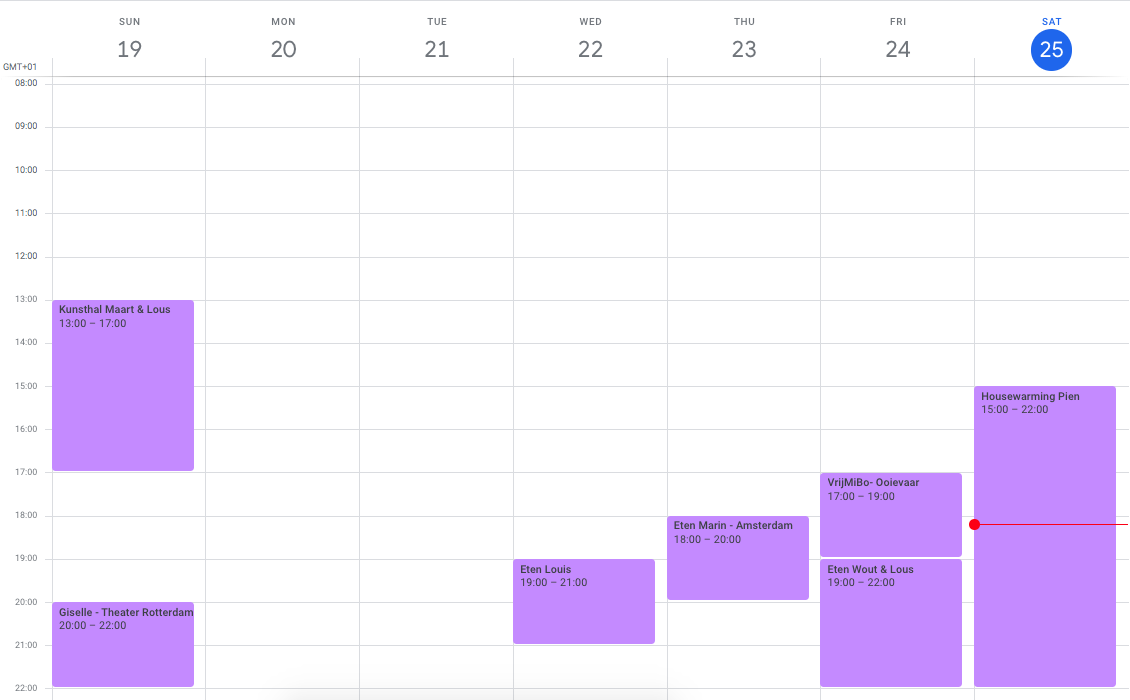 SUN MON TUE WED THU FRI SAT
19 20 21 22 23 24 25
GMT+01
08:00
09:00
10:00
11:00
12:00
13:00
Kunsthal Maart & Lous
13:00 – 17:00
14:00
15:00
Housewarming Pien
15:00 – 22:00
16:00
17:00
VrijMiBo- Ooievaar
17:00 – 19:00
18:00
Eten Marin - Amsterdam
18:00 – 20:00
19:00
Eten Louis
19:00 – 21:00
Eten Wout & Lous
19:00 – 22:00
20:00
Giselle - Theater Rotterdam
20:00 – 22:00
21:00
22:00